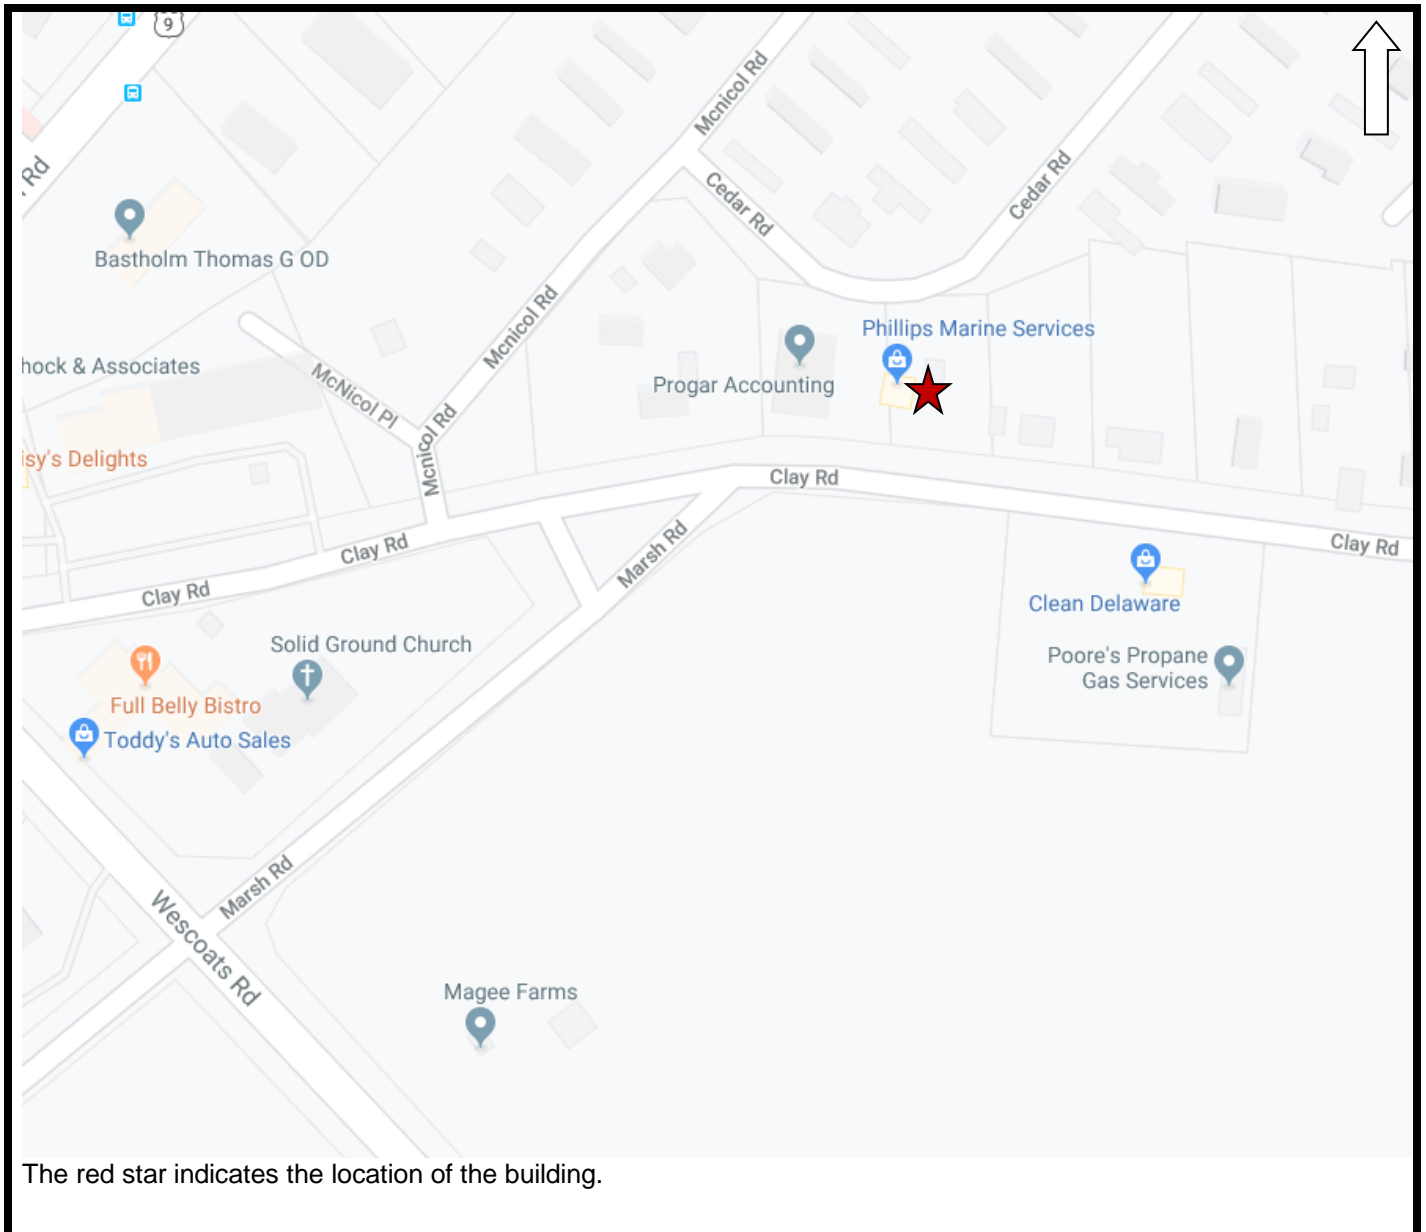 9
Rd
Mcnicol Rd
Cedar Rd
Cedar Rd
Bastholm Thomas G OD
Mcnicol Rd
Phillips Marine Services
hock & Associates
McNicol Pl
Progar Accounting
Mcnicol Rd
isy's Delights
Clay Rd
Marsh Rd
Clay Rd
Clay Rd
Clay Rd
Clean Delaware
Solid Ground Church
Poore's Propane
Gas Services
Full Belly Bistro
Toddy's Auto Sales
Marsh Rd
Wescoats Rd
Magee Farms
The red star indicates the location of the building.